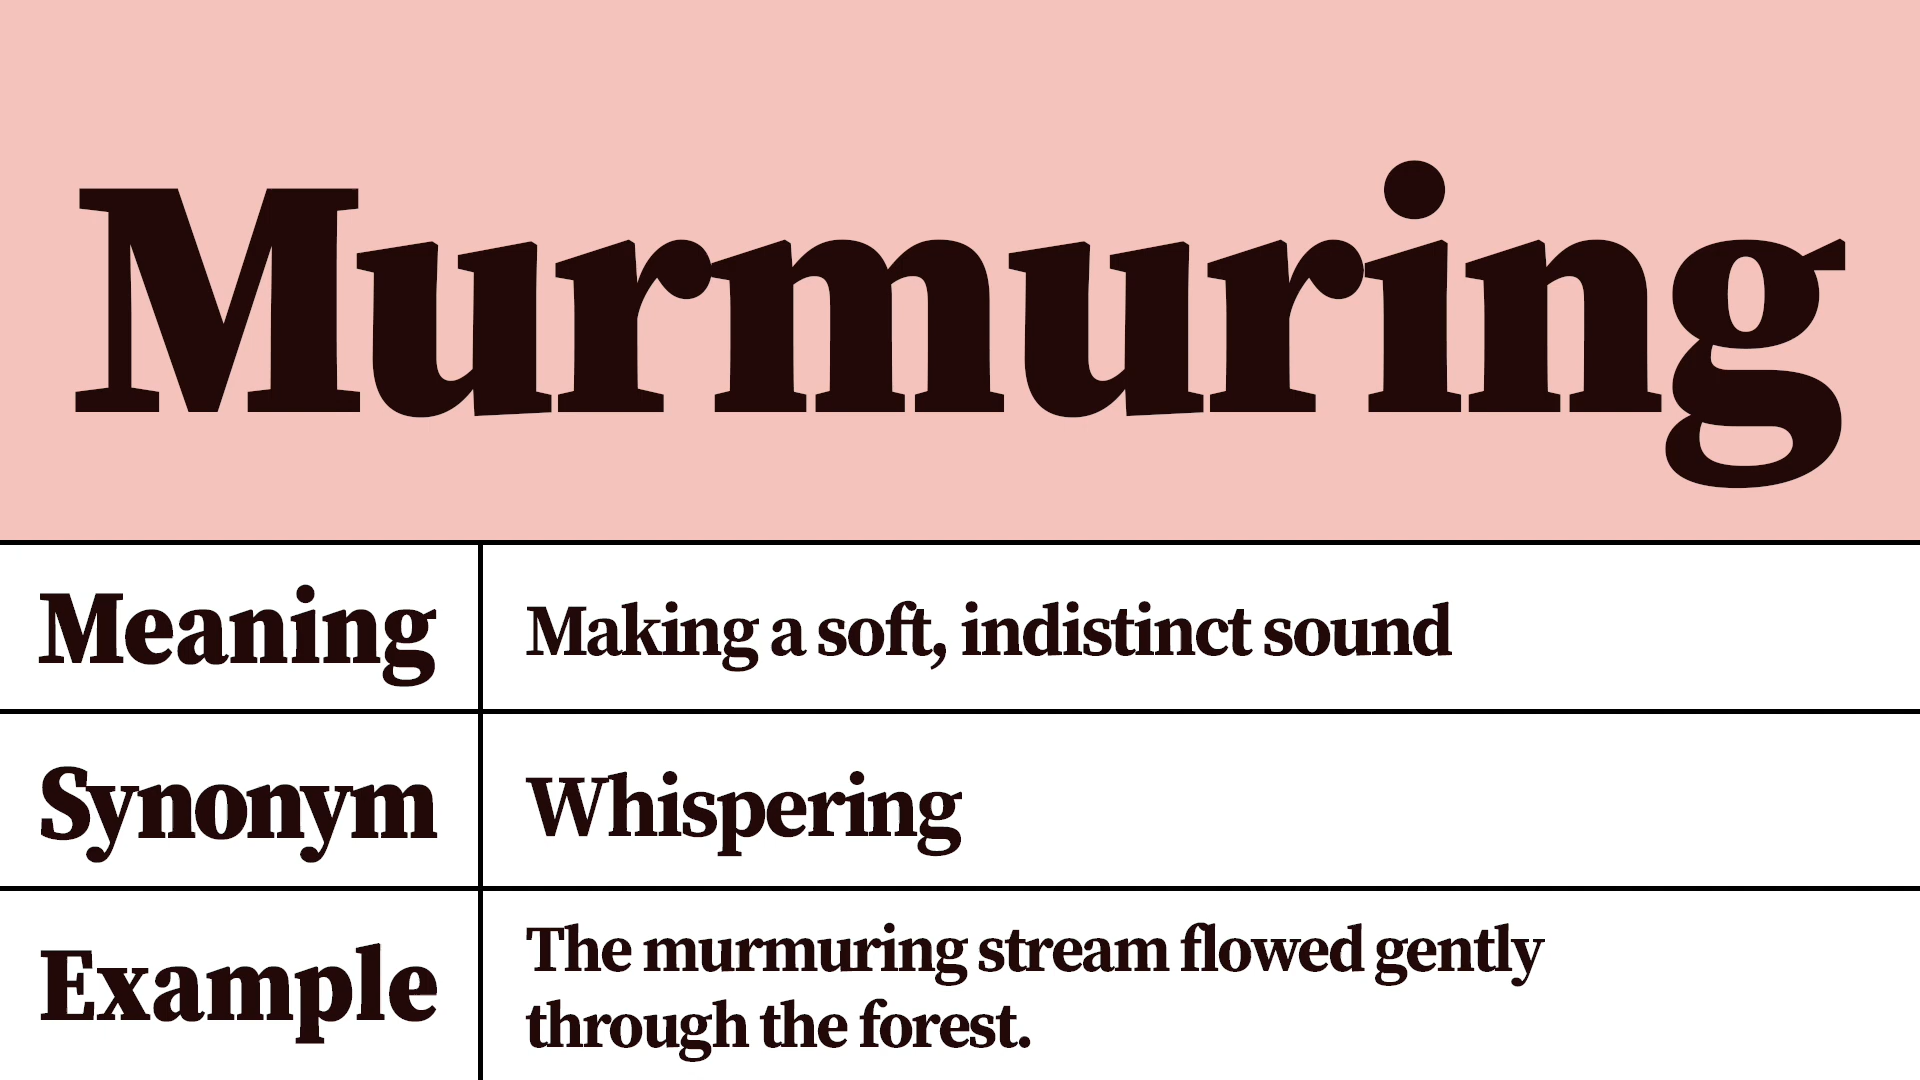 Murmuring
Meaning
Making a soft, indistinct sound
Synonym
Whispering
Example
The murmuring stream flowed gently
through the forest.